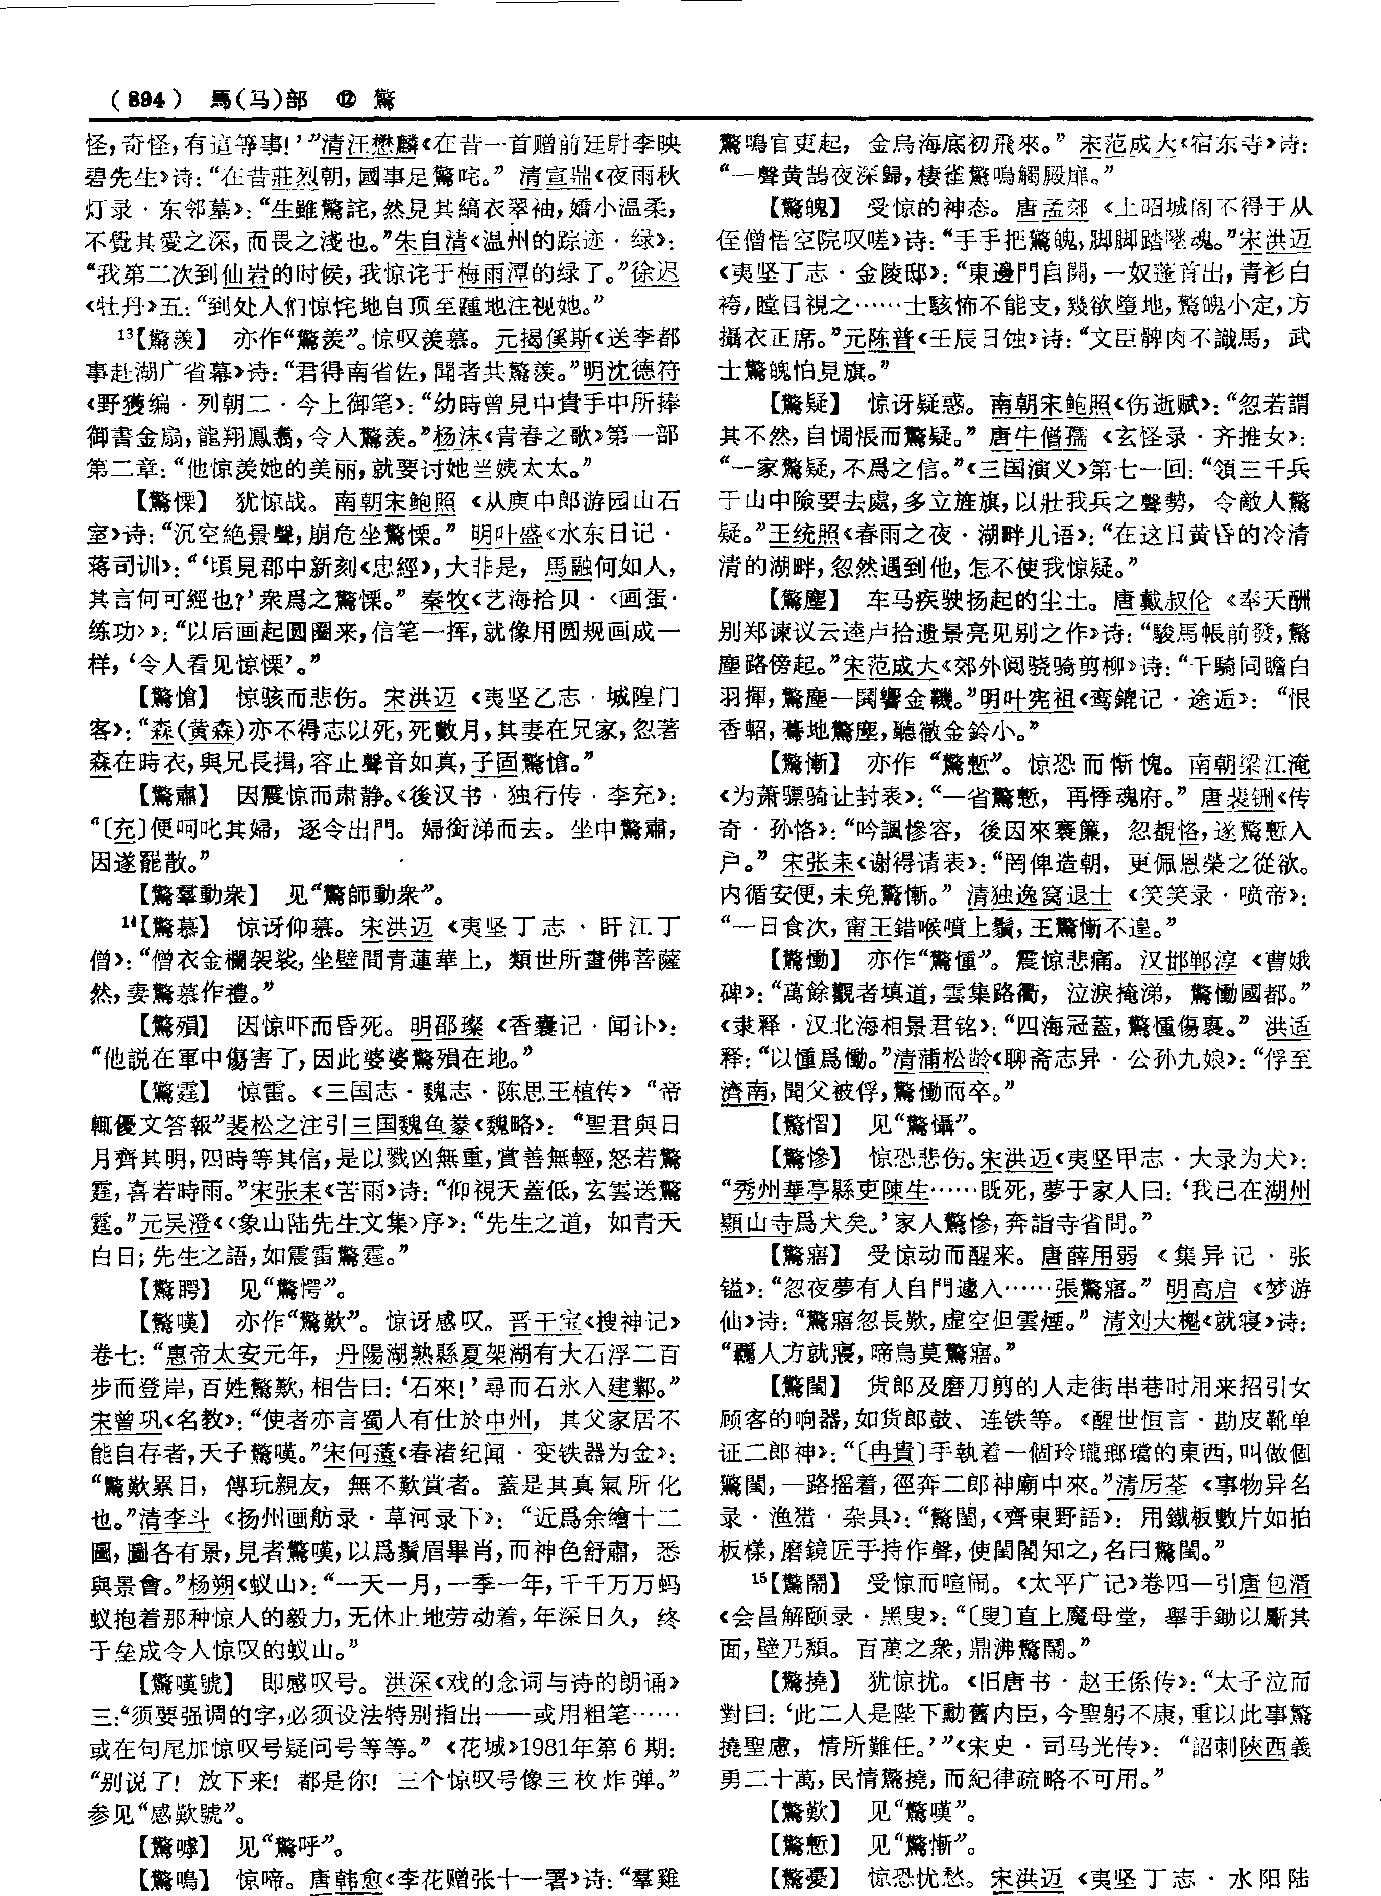 (894) 馬(马)部 ⑫ 驚
怪，奇怪，有這等事！’”清汪懋麟《在昔一首赠前廷尉李映
碧先生》诗：“在昔莊烈朝，國事足驚咤。” 清宣鼎《夜雨秋
灯录·东邻墓》：“生雖驚詫，然見其縞衣翠袖，嬌小温柔，
不覺其愛之深，而畏之淺也。”朱自清《温州的踪迹·绿》：
“我第二次到仙岩的时候，我惊诧于梅雨潭的绿了。”徐迟
《牡丹》五：“到处人们惊诧地自顶至踵地注视她。”
13【驚羨】 亦作“驚羡”。惊叹羡慕。元揭傒斯《送李都
事赴湖广省幕》诗：“君得南省佐，聞者共驚羨。”明沈德符
《野獲编·列朝二·今上御笔》：“幼時曾見中貴手中所捧
御書金扇，龍翔鳳翥，令人驚羨。”杨沫《青春之歌》第一部
第二章：“他惊羡她的美丽，就要讨她当姨太太。”
【驚慄】 犹惊战。南朝宋鲍照《从庾中郎游园山石
室》诗：“沉空絶景聲，崩危坐驚慄。” 明叶盛《水东日记·
蒋司训》：“‘頃見郡中新刻《忠經》，大非是，馬融何如人，
其言何可經也？’衆爲之驚慄。” 秦牧《艺海拾贝·〈画蛋·
练功〉》：“以后画起圆圈来，信笔一挥，就像用圆规画成一
样，‘令人看见惊慄’。”
【驚愴】 惊骇而悲伤。宋洪迈《夷坚乙志·城隍门
客》：“森(黄森)亦不得志以死，死數月，其妻在兄家，忽著
森在時衣，與兄長揖，容止聲音如真，子固驚愴。”
【驚肅】 因震惊而肃静。《後汉书·独行传·李充》：
“〔充〕便呵叱其婦，逐令出門。婦銜涕而去。坐中驚肅，
因遂罷散。”
【驚羣動衆】 见“驚師動衆”。
14【驚慕】 惊讶仰慕。宋洪迈《夷坚丁志·盱江丁
僧》：“僧衣金欄袈裟，坐壁間青蓮華上，類世所畫佛菩薩
然，妻驚慕作禮。”
【驚殞】 因惊吓而昏死。明邵璨《香囊记·闻讣》：
“他説在軍中傷害了，因此婆婆驚殞在地。”
【驚霆】 惊雷。《三国志·魏志·陈思王植传》“帝
輒優文答報”裴松之注引三国魏鱼豢《魏略》：“聖君與日
月齊其明，四時等其信，是以戮凶無重，賞善無輕，怒若驚
霆，喜若時雨。”宋张耒《苦雨》诗：“仰視天蓋低，玄雲送驚
霆。”元吴澄《〈象山陆先生文集〉序》：“先生之道，如青天
白日；先生之語，如震雷驚霆。”
【驚腭】 见“驚愕”。
【驚嘆】 亦作“驚歎”。惊讶感叹。晋干宝《搜神记》
卷七：“惠帝太安元年，丹陽湖熟縣夏架湖有大石浮二百
步而登岸，百姓驚歎，相告曰：‘石來！’尋而石氷入建鄴。”
宋曾巩《名教》：“使者亦言蜀人有仕於中州，其父家居不
能自存者，天子驚嘆。”宋何薳《春渚纪闻·变铁器为金》：
“驚歎累日，傳玩親友，無不歎賞者。蓋是其真氣所化
也。”清李斗《扬州画舫录·草河录下》：“近爲余繪十二
圖，圖各有景，見者驚嘆，以爲鬚眉畢肖，而神色舒肅，悉
與景會。”杨朔《蚁山》：“一天一月，一季一年，千千万万蚂
蚁抱着那种惊人的毅力，无休止地劳动着，年深日久，终
于垒成令人惊叹的蚁山。”
【驚嘆號】 即感叹号。洪深《戏的念词与诗的朗诵》
三：“须要强调的字，必须设法特别指出——或用粗笔……
或在句尾加惊叹号疑问号等等。”《花城》1981年第6期：
“别说了！放下来！都是你！三个惊叹号像三枚炸弹。”
参见“感歎號”。
【驚嘑】 见“驚呼”。
【驚鳴】 惊啼。唐韩愈《李花赠张十一署》诗：“羣雞
驚鳴官吏起，金烏海底初飛來。” 宋范成大《宿东寺》诗：
“一聲黄鵠夜深歸，棲雀驚鳴觸殿扉。”
【驚魄】 受惊的神态。唐孟郊《上昭城阁不得于从
侄僧悟空院叹嗟》诗：“手手把驚魄，脚脚踏墜魂。”宋洪迈
《夷坚丁志·金陵邸》：“東邊門自開，一奴蓬首出，青衫白
袴，瞠目視之……士駭怖不能支，幾欲墮地，驚魄小定，方
攝衣正席。”元陈普《壬辰日蚀》诗：“文臣髀肉不識馬，武
士驚魄怕見旗。”
【驚疑】 惊讶疑惑。南朝宋鲍照《伤逝赋》：“忽若謂
其不然，自惆悵而驚疑。” 唐牛僧孺《玄怪录·齐推女》：
“一家驚疑，不爲之信。”《三国演义》第七一回：“領三千兵
于山中險要去處，多立旌旗，以壯我兵之聲勢，令敵人驚
疑。”王统照《春雨之夜·湖畔儿语》：“在这日黄昏的冷清
清的湖畔，忽然遇到他，怎不使我惊疑。”
【驚塵】 车马疾驶扬起的尘土。唐戴叔伦《奉天酬
别郑谏议云逵卢拾遗景亮见别之作》诗：“駿馬帳前發，驚
塵路傍起。”宋范成大《郊外阅骁骑剪柳》诗：“千騎同瞻白
羽揮，驚塵一鬨響金鞿。”明叶宪祖《鸾鎞记·途逅》：“恨
香軺，驀地驚塵，聽徹金鈴小。”
【驚慚】 亦作“驚慙”。惊恐而惭愧。南朝梁江淹
《为萧骠骑让封表》：“一省驚慙，再悸魂府。” 唐裴铏《传
奇·孙恪》：“吟諷慘容，後因來褰簾，忽覩恪，遂驚慙入
户。” 宋张耒《谢得请表》：“罔俾造朝，更佩恩榮之從欲。
内循安便，未免驚慚。” 清独逸窝退士《笑笑录·喷帝》：
“一日食次，甯王錯喉噴上鬚，王驚慚不遑。”
【驚慟】 亦作“驚慟”。震惊悲痛。汉邯郸淳《曹娥
碑》：“萬餘觀者填道，雲集路衢，泣淚掩涕，驚慟國都。”
《隶释·汉北海相景君铭》：“四海冠蓋，驚慟傷裏。” 洪适
释：“以慟爲慟。”清蒲松龄《聊斋志异·公孙九娘》：“俘至
濟南，聞父被俘，驚慟而卒。”
【驚慴】 见“驚懾”。
【驚慘】 惊恐悲伤。宋洪迈《夷坚甲志·大录为犬》：
“秀州華亭縣吏陳生……既死，夢于家人曰：‘我已在湖州
顯山寺爲犬矣。’家人驚慘，奔詣寺省問。”
【驚寤】 受惊动而醒来。唐薛用弱《集异记·张
镒》：“忽夜夢有人自門遽入……張驚寤。” 明高启《梦游
仙》诗：“驚寤忽長歎，虚空但雲煙。” 清刘大櫆《就寝》诗：
“羈人方就寢，啼鳥莫驚寤。”
【驚閨】 货郎及磨刀剪的人走街串巷时用来招引女
顾客的响器，如货郎鼓、连铁等。《醒世恒言·勘皮靴单
证二郎神》：“〔冉貴〕手執着一個玲瓏璫璫的東西，叫做個
驚閨，一路摇着，徑奔二郎神廟中來。”清厉荃《事物异名
录·渔猎·杂具》：“驚閨，《齊東野語》：用鐵板數片如拍
板樣，磨鏡匠手持作聲，使閨閣知之，名曰驚閨。”
15【驚鬧】 受惊而喧闹。《太平广记》卷四一引唐包湑
《会昌解颐录·黑叟》：“〔叟〕直上魔母堂，舉手鋤以斸其
面，壁乃頽。百萬之衆，鼎沸驚鬧。”
【驚撓】 犹惊扰。《旧唐书·赵王係传》：“太子泣而
對曰：‘此二人是陛下勳舊内臣，今聖躬不康，重以此事驚
撓聖慮，情所難任。’”《宋史·司马光传》：“詔刺陝西義
勇二十萬，民情驚撓，而紀律疏略不可用。”
【驚歎】 见“驚嘆”。
【驚慙】 见“驚慚”。
【驚憂】 惊恐忧愁。宋洪迈《夷坚丁志·水阳陆